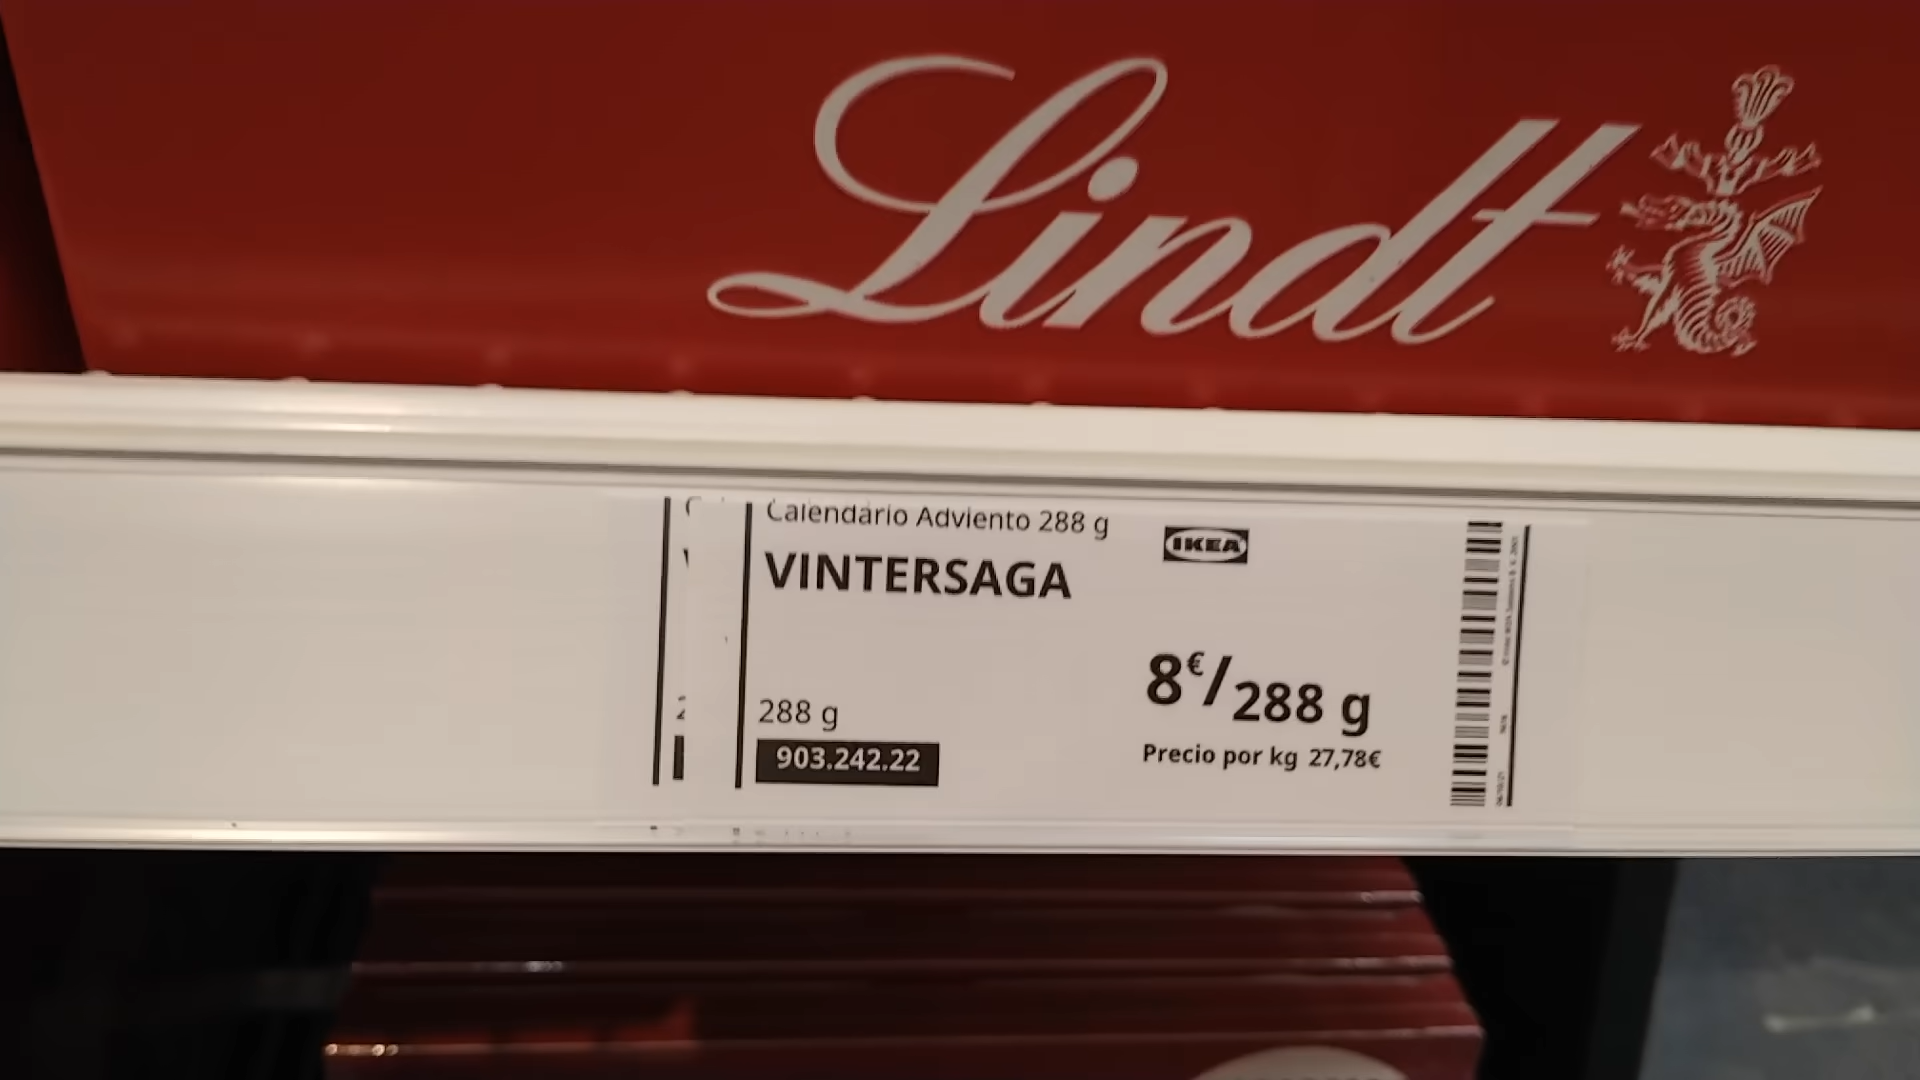 Lindt
Calendario Adviento 288 g
IKEA
VINTERSAGA
8€/288 g
288 g
Precio por kg 27,78€
903.242.22